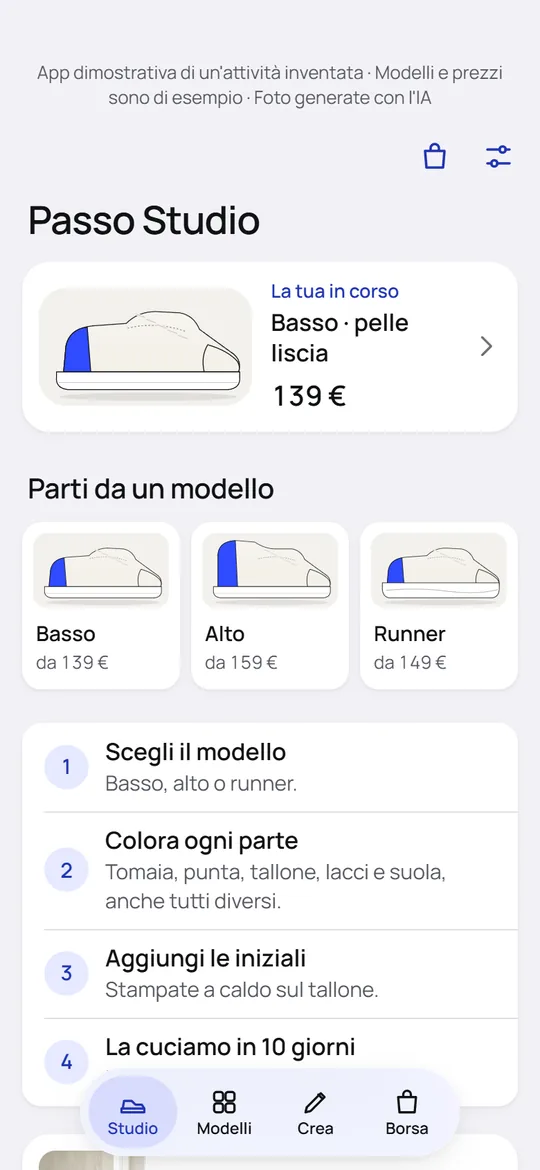 App dimostrativa di un'attività inventata · Modelli e prezzi
sono di esempio · Foto generate con l'IA
Passo Studio
La tua in corso
Basso · pelle
liscia
139 €
Parti da un modello
Basso
da 139 €
Alto
da 159 €
Runner
da 149 €
1
Scegli il modello
Basso, alto o runner.
2
Colora ogni parte
Tomaia, punta, tallone, lacci e suola,
anche tutti diversi.
3
Aggiungi le iniziali
Stampate a caldo sul tallone.
4
La cuciamo in 10 giorni
Studio
Modelli
Crea
Borsa